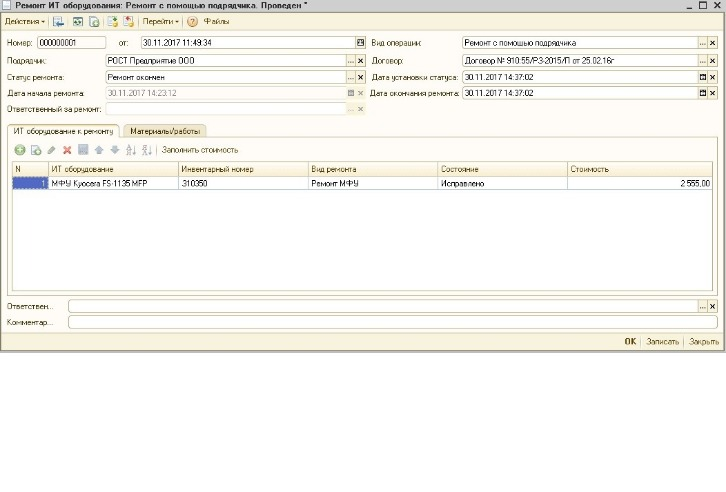 Ремонт ИТ оборудования: Ремонт с помощью подрядчика. Проведен *
Действия Перейти Файлы
Номер: 000000001 от: 30.11.2017 11:49:34 Вид операции: Ремонт с помощью подрядчика
Подрядчик: РОСТ Предприятие ООО Договор: Договор № 910.55/РЗ-2015/П от 25.02.16г
Статус ремонта: Ремонт окончен Дата установки статуса: 30.11.2017 14:37:02
Дата начала ремонта: 30.11.2017 14:23:12 Дата окончания ремонта: 30.11.2017 14:37:02
Ответственный за ремонт:
ИТ оборудование к ремонту Материалы/работы
Заполнить стоимость
N ИТ оборудование Инвентарный номер Вид ремонта Состояние Стоимость
1 МФУ Kyocera FS-1135 MFP 310350 Ремонт МФУ Исправлено 2 555,00
Ответствен...
Комментар...
OK Записать Закрыть